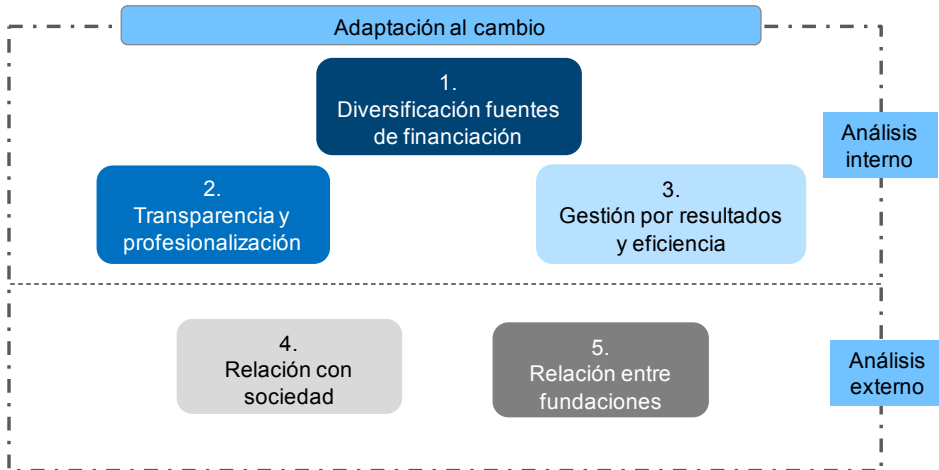 Adaptación al cambio
1.
Diversificación fuentes
de financiación
Análisis
interno
2.
Transparencia y
profesionalización
3.
Gestión por resultados
y eficiencia
4.
Relación con
sociedad
5.
Relación entre
fundaciones
Análisis
externo